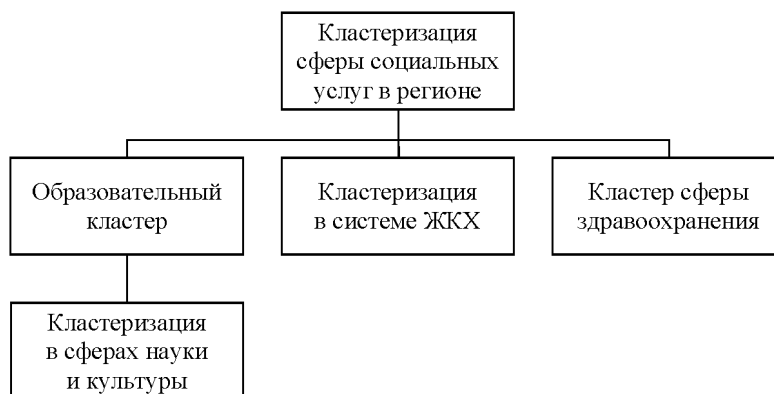 Кластеризация
сферы социальных
услуг в регионе
Образовательный
кластер
Кластеризация
в системе ЖКХ
Кластер сферы
здравоохранения
Кластеризация
в сферах науки
и культуры